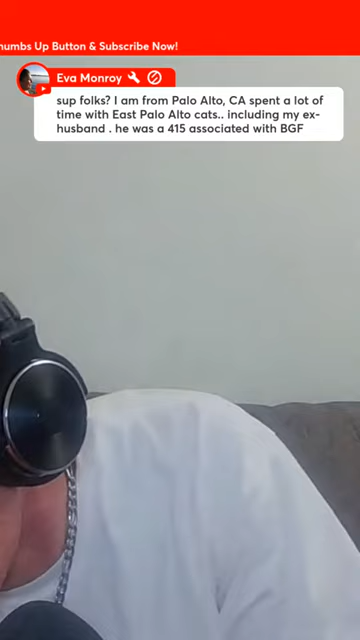 humbs Up Button & Subscribe Now!
Eva Monroy
sup folks? I am from Palo Alto, CA spent a lot of
time with East Palo Alto cats.. including my ex-
husband . he was a 415 associated with BGF